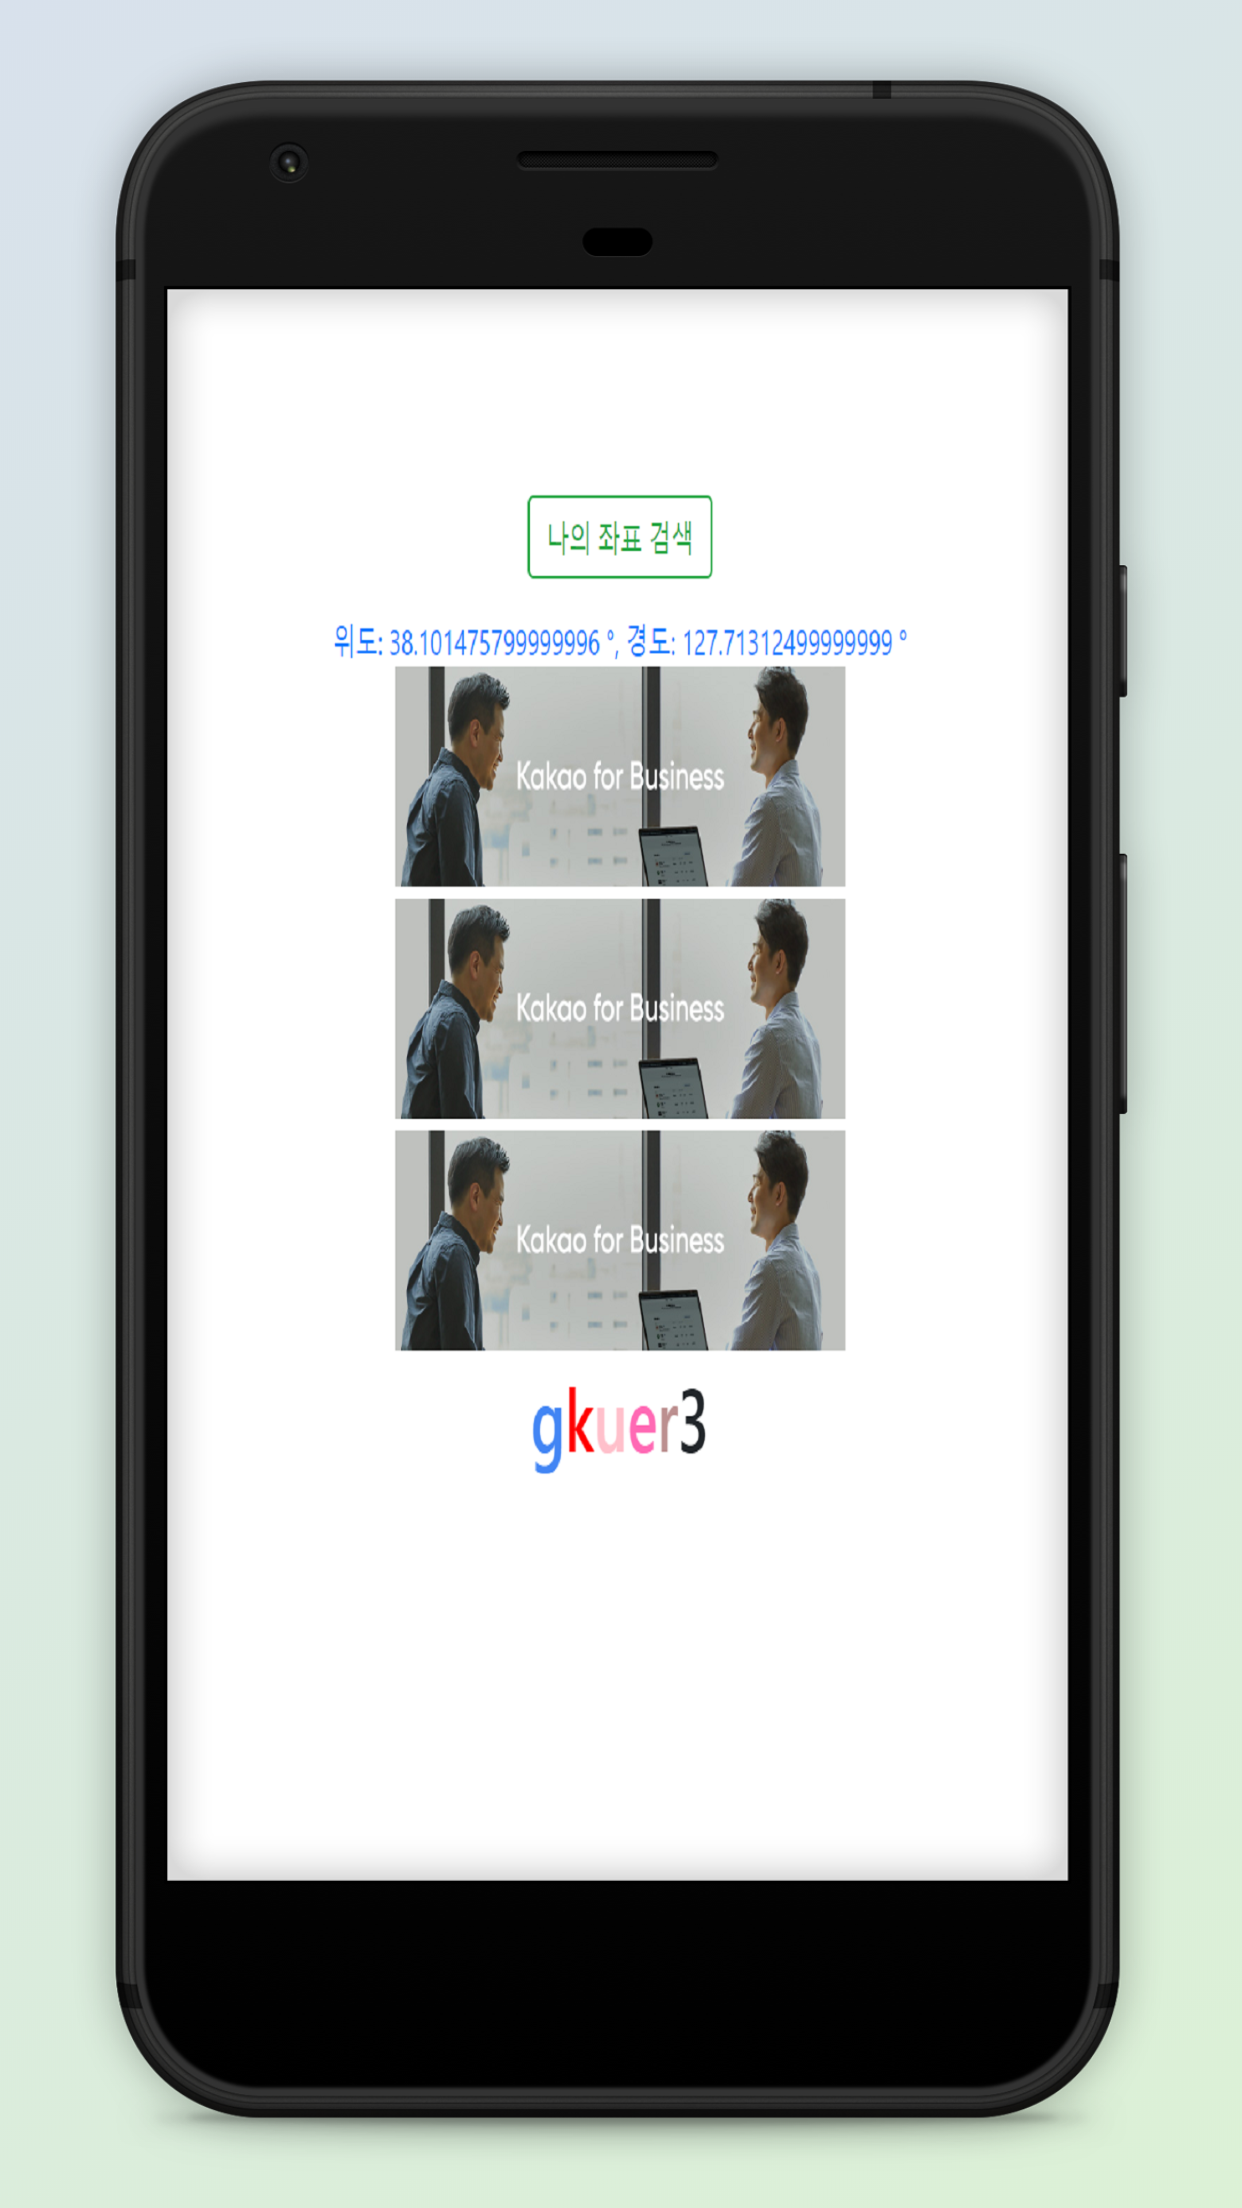 나의 좌표 검색
위도: 38.101475799999996 °, 경도: 127.71312499999999 °
Kakao for Business
Kakao for Business
Kakao for Business
gkuer3